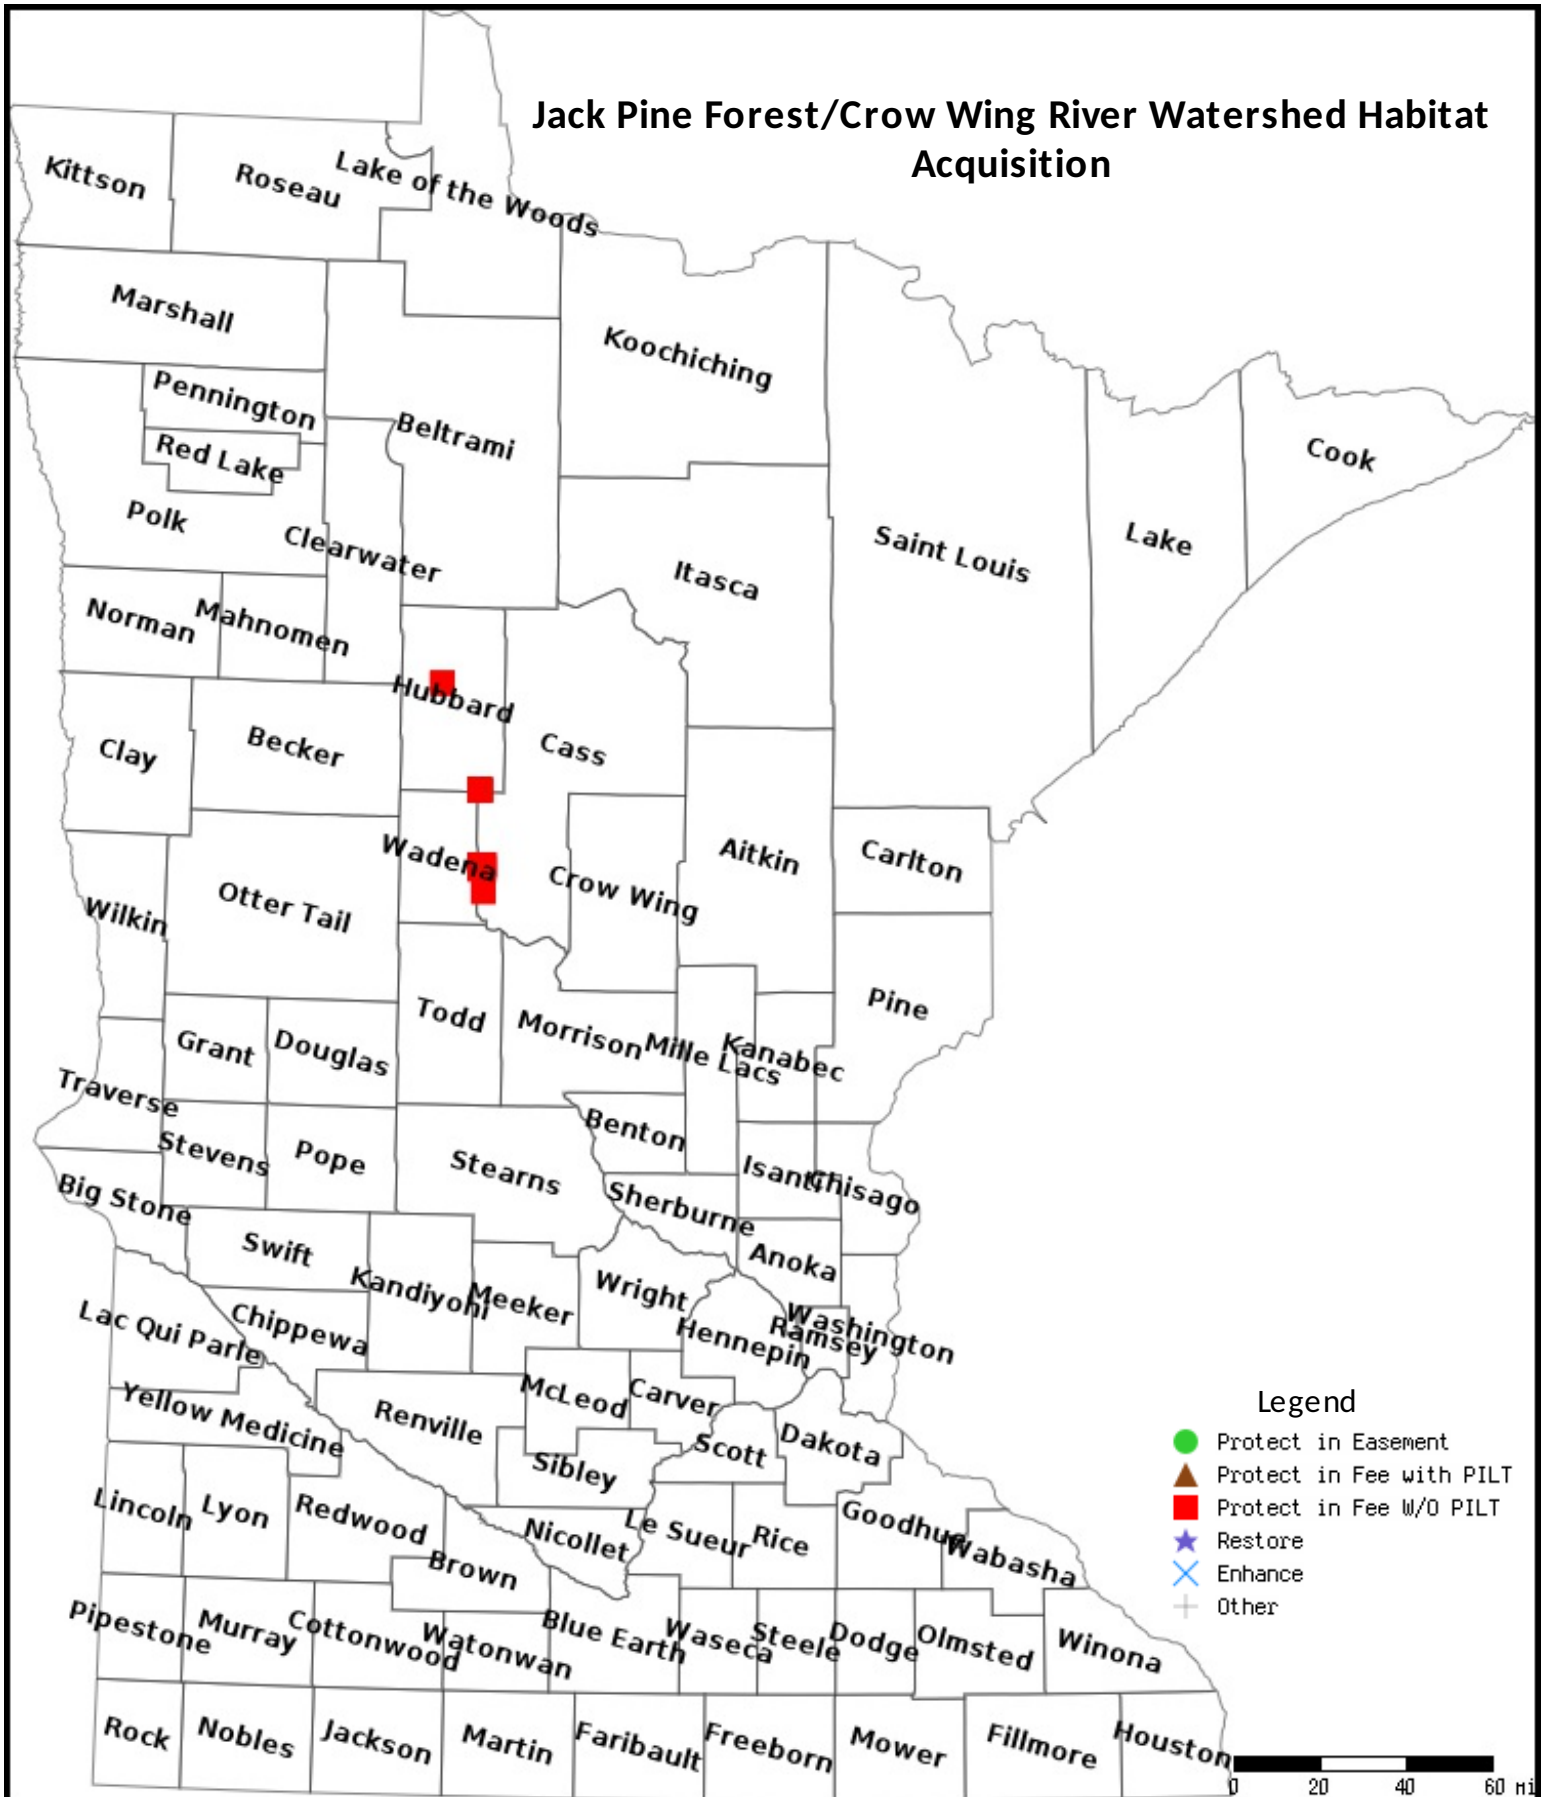 Jack Pine Forest/Crow Wing River Watershed Habitat
Acquisition
Kittson
Roseau
Lake of the Woods
Marshall
Koochiching
Pennington
Beltrami
Red Lake
Cook
Polk
Clearwater
Saint Louis
Lake
Itasca
Norman
Mahnomen
Hubbard
Clay
Becker
Cass
Wadena
Aitkin
Carlton
Otter Tail
Crow Wing
Wilkin
Pine
Todd
Morrison
Mille Lacs
Kanabec
Grant
Douglas
Traverse
Benton
Stevens
Pope
Stearns
Isanti
Chisago
Big Stone
Sherburne
Swift
Anoka
Kandiyohi
Meeker
Wright
Lac Qui Parle
Chippewa
Hennepin
Ramsey
Washington
Yellow Medicine
Renville
McLeod
Carver
Scott
Dakota
Sibley
Lincoln
Lyon
Redwood
Nicollet
Le Sueur
Rice
Goodhue
Wabasha
Brown
Pipestone
Murray
Cottonwood
Watonwan
Blue Earth
Waseca
Steele
Dodge
Olmsted
Winona
Rock
Nobles
Jackson
Martin
Faribault
Freeborn
Mower
Fillmore
Houston
Legend
Protect in Easement
Protect in Fee with PILT
Protect in Fee W/O PILT
Restore
Enhance
Other
0 20 40 60 mi